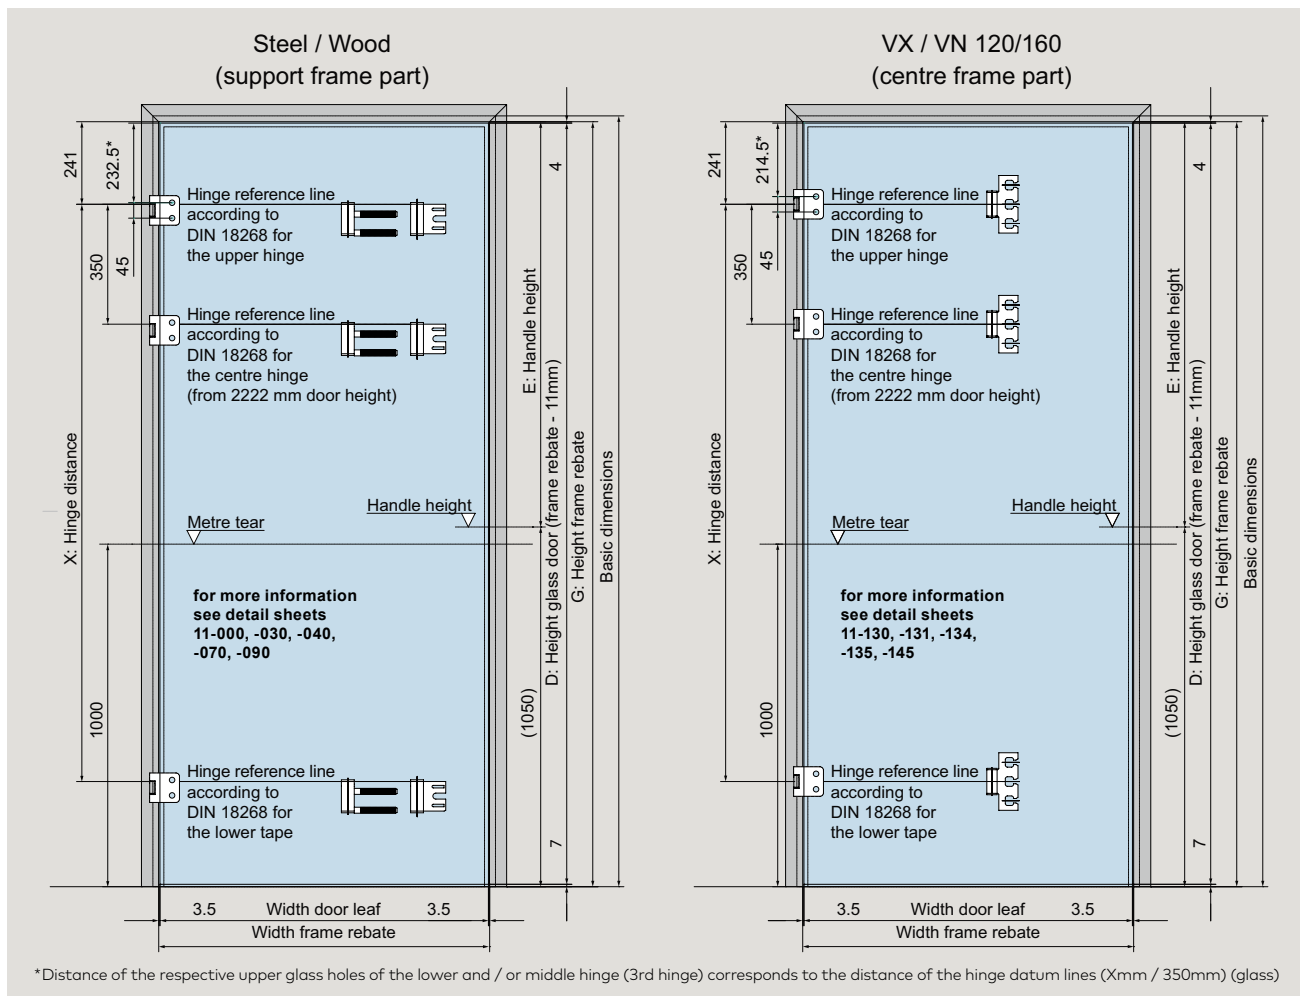 Steel / Wood
(support frame part)
241
232.5*
Hinge reference line
according to
DIN 18268 for
the upper hinge
350
45
Hinge reference line
according to
DIN 18268 for
the centre hinge
(from 2222 mm door height)
X: Hinge distance
Metre tear
Handle height
for more information
see detail sheets
11-000, -030, -040,
-070, -090
1000
Hinge reference line
according to
DIN 18268 for
the lower tape
4
E: Handle height
(1050)
D: Height glass door (frame rebate - 11mm)
7
G: Height frame rebate
Basic dimensions
3.5 Width door leaf 3.5
Width frame rebate
VX / VN 120/160
(centre frame part)
241
214.5*
Hinge reference line
according to
DIN 18268 for
the upper hinge
350
45
Hinge reference line
according to
DIN 18268 for
the centre hinge
(from 2222 mm door height)
X: Hinge distance
Metre tear
Handle height
for more information
see detail sheets
11-130, -131, -134,
-135, -145
1000
Hinge reference line
according to
DIN 18268 for
the lower tape
4
E: Handle height
(1050)
D: Height glass door (frame rebate - 11mm)
7
G: Height frame rebate
Basic dimensions
3.5 Width door leaf 3.5
Width frame rebate
*Distance of the respective upper glass holes of the lower and / or middle hinge (3rd hinge) corresponds to the distance of the hinge datum lines (Xmm / 350mm) (glass)